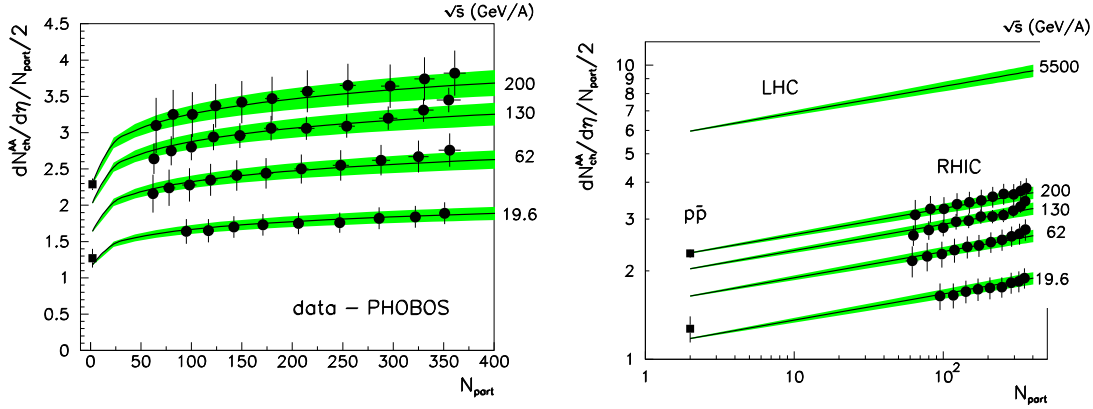 √s (GeV/A)
dN^AA_ch/dη/N_part/2
4.5
4
3.5
3
2.5
2
1.5
1
0.5
0
200
130
62
19.6
data – PHOBOS
0 50 100 150 200 250 300 350 400
N_part
√s (GeV/A)
dN^AA_ch/dη/N_part/2
10
9
8
7
6
5
4
3
2
1
5500
LHC
RHIC
pp̄
200
130
62
19.6
1 10 10²
N_part